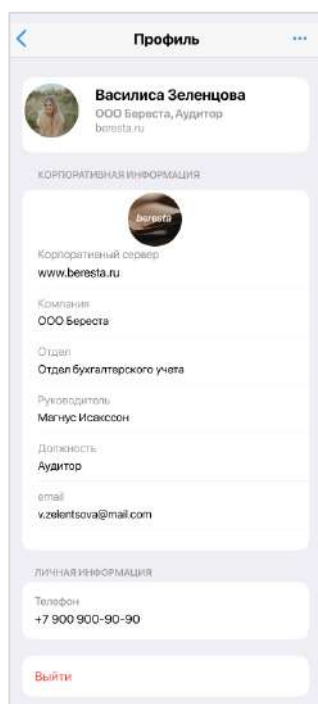 Профиль
Василиса Зеленцова
ООО Береста, Аудитор
beresta.ru
КОРПОРАТИВНАЯ ИНФОРМАЦИЯ
beresta
Корпоративный сервер
www.beresta.ru
Компания
ООО Береста
Отдел
Отдел бухгалтерского учета
Руководитель
Магнус Исакссон
Должность
Аудитор
email
v.zelentsova@mail.com
ЛИЧНАЯ ИНФОРМАЦИЯ
Телефон
+7 900 900-90-90
Выйти